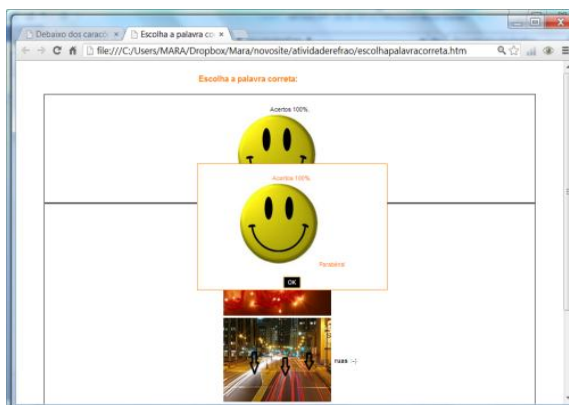 Debaixo dos caracó
Escolha a palavra co
file:///C:/Users/MARA/Dropbox/Mara/novosite/atividaderefrao/escolhapalavracorreta.htm
Escolha a palavra correta:
Acertos 100%.
Acertos 100%.
Parabéns!
OK
ruas :-)